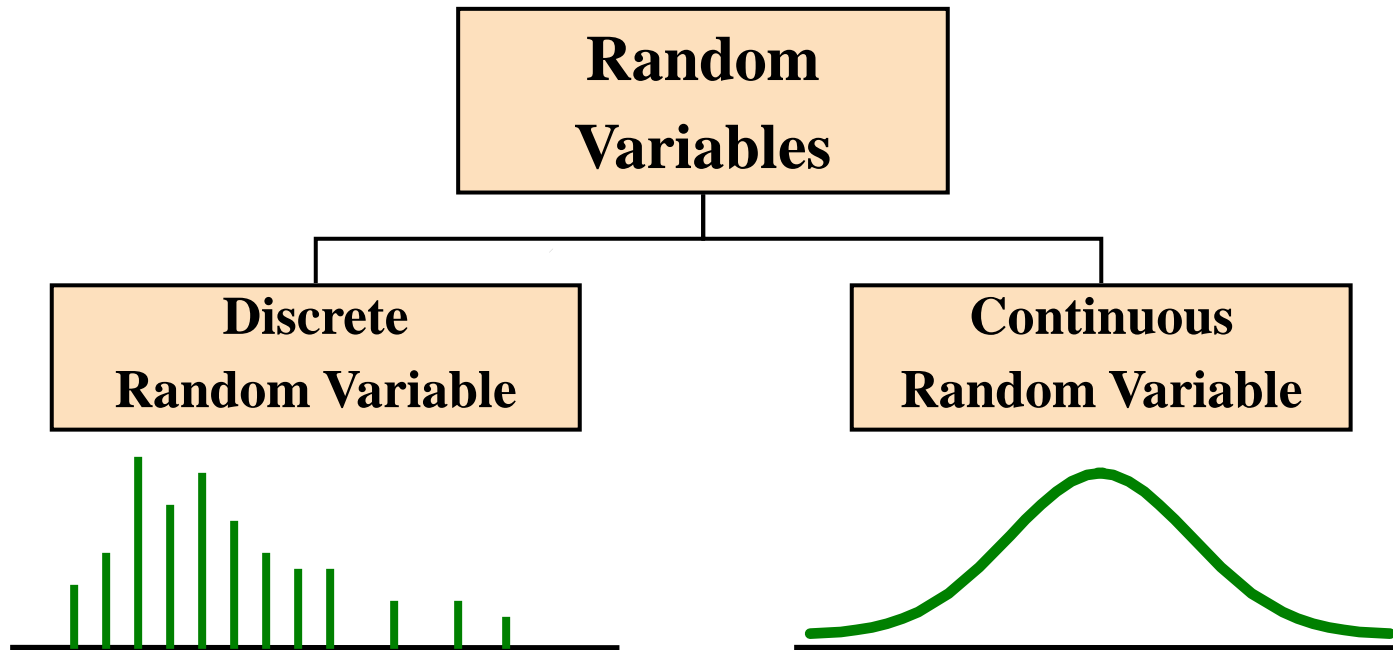 Random
Variables
Discrete
Random Variable
Continuous
Random Variable